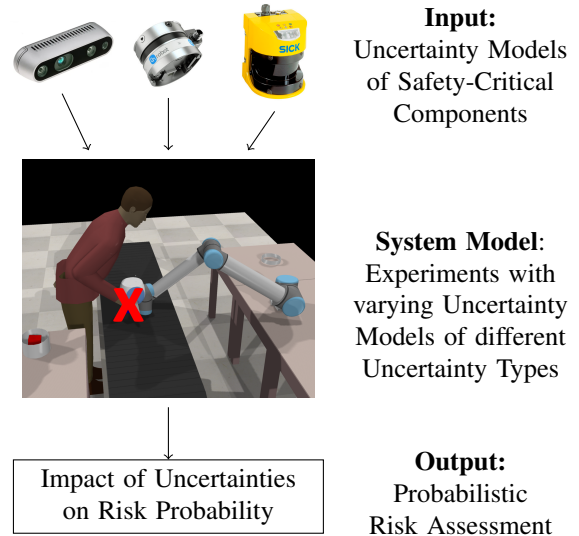 Input:
Uncertainty Models
of Safety-Critical
Components
SICK
System Model:
Experiments with
varying Uncertainty
Models of different
Uncertainty Types
X
Impact of Uncertainties
on Risk Probability
Output:
Probabilistic
Risk Assessment